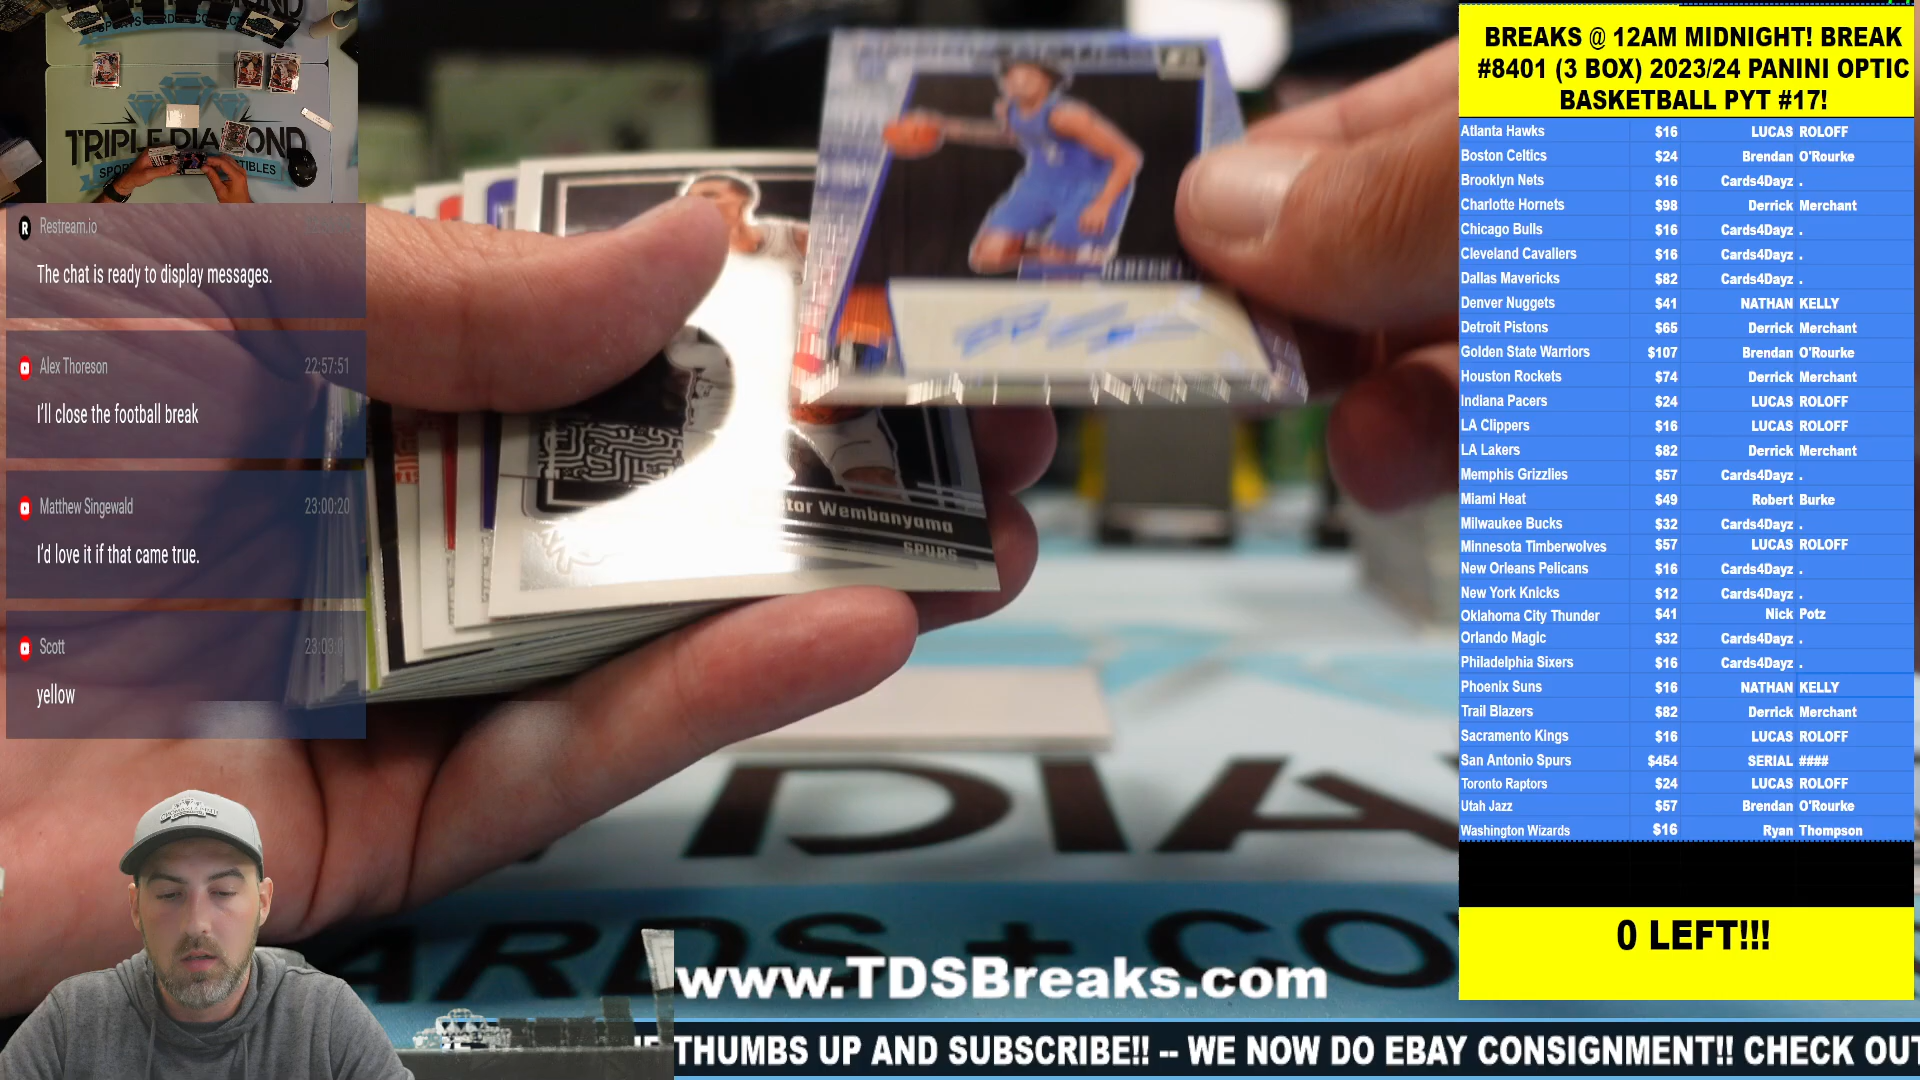 TRIPLE DIAMOND
Restream.io
The chat is ready to display messages.
Alex Thoreson 22:57:51
I'll close the football break
Matthew Singewald 23:00:20
I'd love it if that came true.
Scott
yellow
Wembanyama
SPURS
www.TDSBreaks.com
THUMBS UP AND SUBSCRIBE!! -- WE NOW DO EBAY CONSIGNMENT!! CHECK OUT
BREAKS @ 12AM MIDNIGHT! BREAK
#8401 (3 BOX) 2023/24 PANINI OPTIC
BASKETBALL PYT #17!
Atlanta Hawks $16 LUCAS ROLOFF
Boston Celtics $24 Brendan O'Rourke
Brooklyn Nets $16 Cards4Dayz .
Charlotte Hornets $98 Derrick Merchant
Chicago Bulls $16 Cards4Dayz .
Cleveland Cavaliers $16 Cards4Dayz .
Dallas Mavericks $82 Cards4Dayz .
Denver Nuggets $41 NATHAN KELLY
Detroit Pistons $65 Derrick Merchant
Golden State Warriors $107 Brendan O'Rourke
Houston Rockets $74 Derrick Merchant
Indiana Pacers $24 LUCAS ROLOFF
LA Clippers $16 LUCAS ROLOFF
LA Lakers $82 Derrick Merchant
Memphis Grizzlies $57 Cards4Dayz .
Miami Heat $49 Robert Burke
Milwaukee Bucks $32 Cards4Dayz .
Minnesota Timberwolves $57 LUCAS ROLOFF
New Orleans Pelicans $16 Cards4Dayz .
New York Knicks $12 Cards4Dayz .
Oklahoma City Thunder $41 Nick Potz
Orlando Magic $32 Cards4Dayz .
Philadelphia Sixers $16 Cards4Dayz .
Phoenix Suns $16 NATHAN KELLY
Trail Blazers $82 Derrick Merchant
Sacramento Kings $16 LUCAS ROLOFF
San Antonio Spurs $454 SERIAL ####
Toronto Raptors $24 LUCAS ROLOFF
Utah Jazz $57 Brendan O'Rourke
Washington Wizards $16 Ryan Thompson
0 LEFT!!!